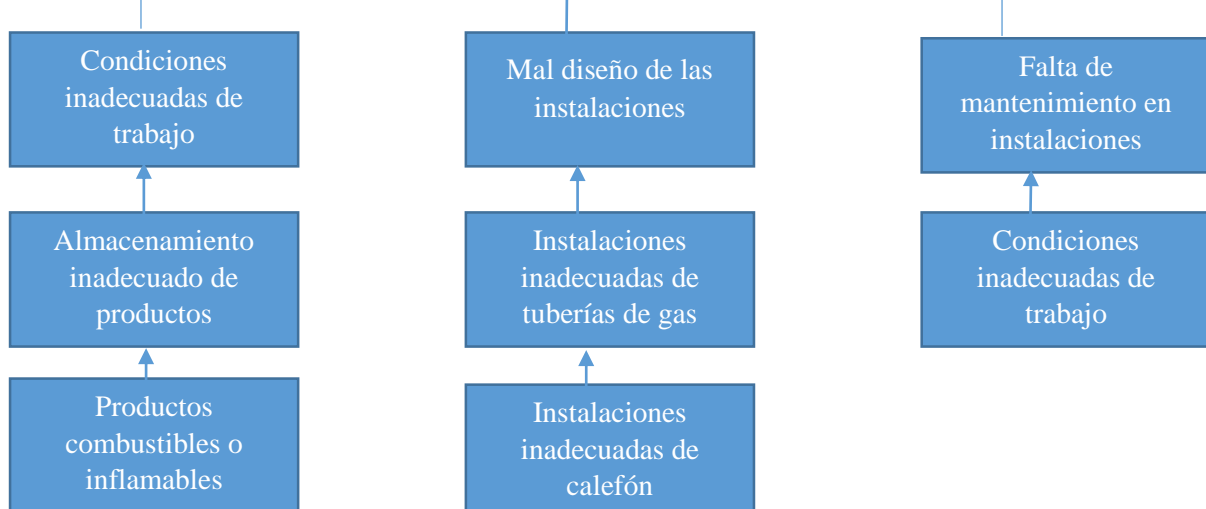 Condiciones
inadecuadas de
trabajo
Mal diseño de las
instalaciones
Falta de
mantenimiento en
instalaciones
Almacenamiento
inadecuado de
productos
Instalaciones
inadecuadas de
tuberías de gas
Condiciones
inadecuadas de
trabajo
Productos
combustibles o
inflamables
Instalaciones
inadecuadas de
calefón